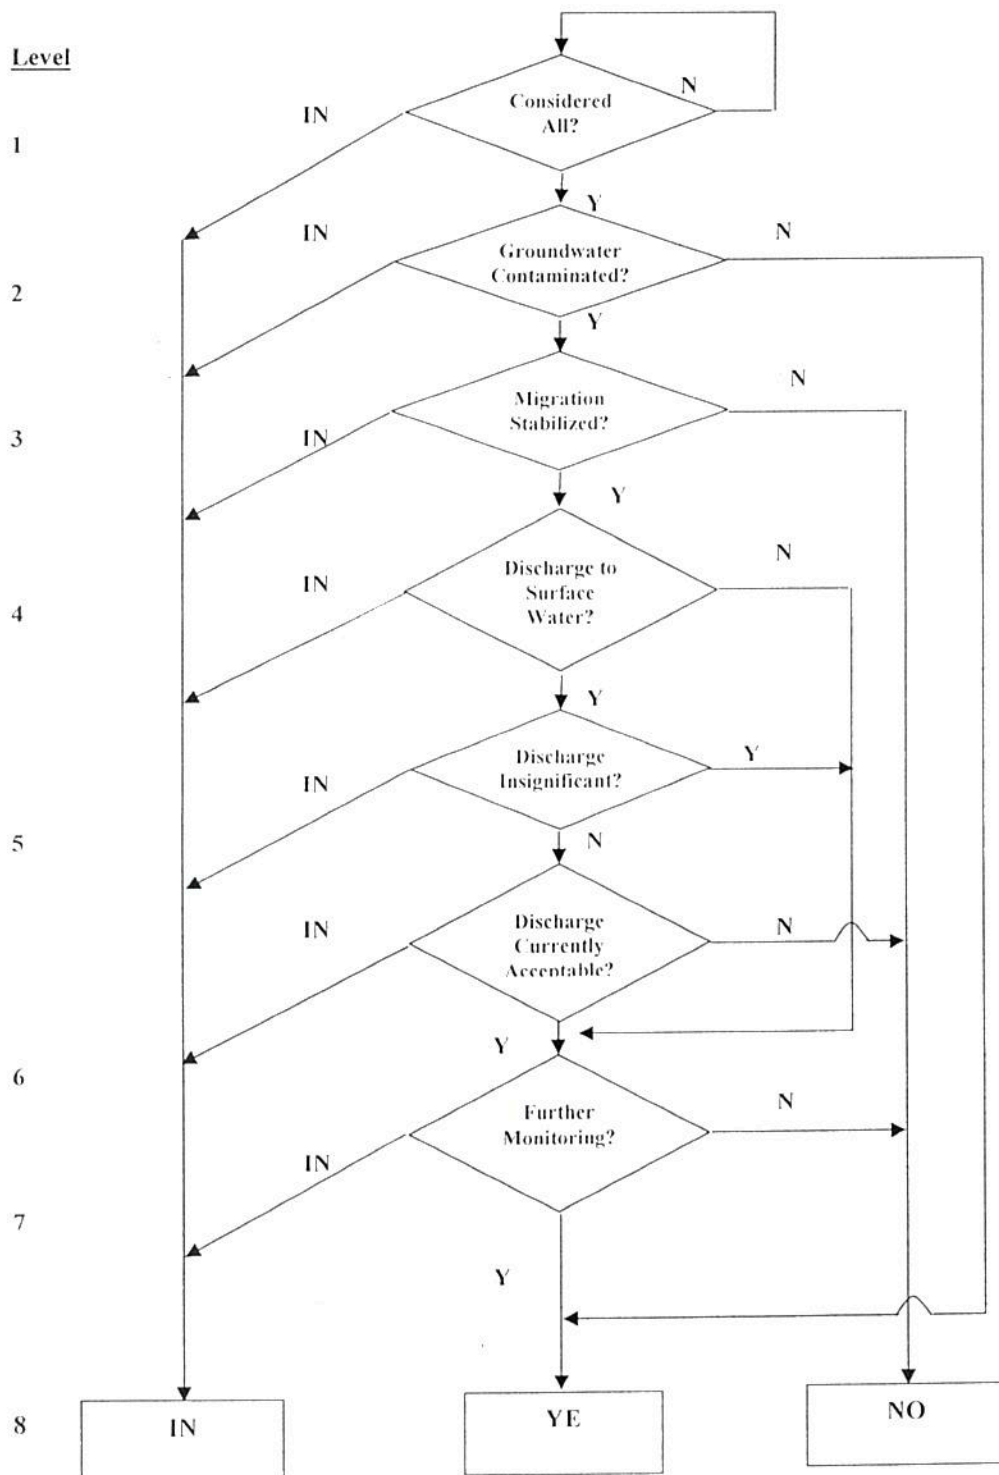 Level
N
IN
Considered
All?
1
Y
IN
N
Groundwater
Contaminated?
2
Y
N
Migration
Stabilized?
3
IN
Y
N
IN
Discharge to
Surface
Water?
4
Y
Y
Discharge
Insignificant?
IN
5
N
IN
N
Discharge
Currently
Acceptable?
Y
6
N
Further
Monitoring?
IN
7
Y
8
IN
YE
NO